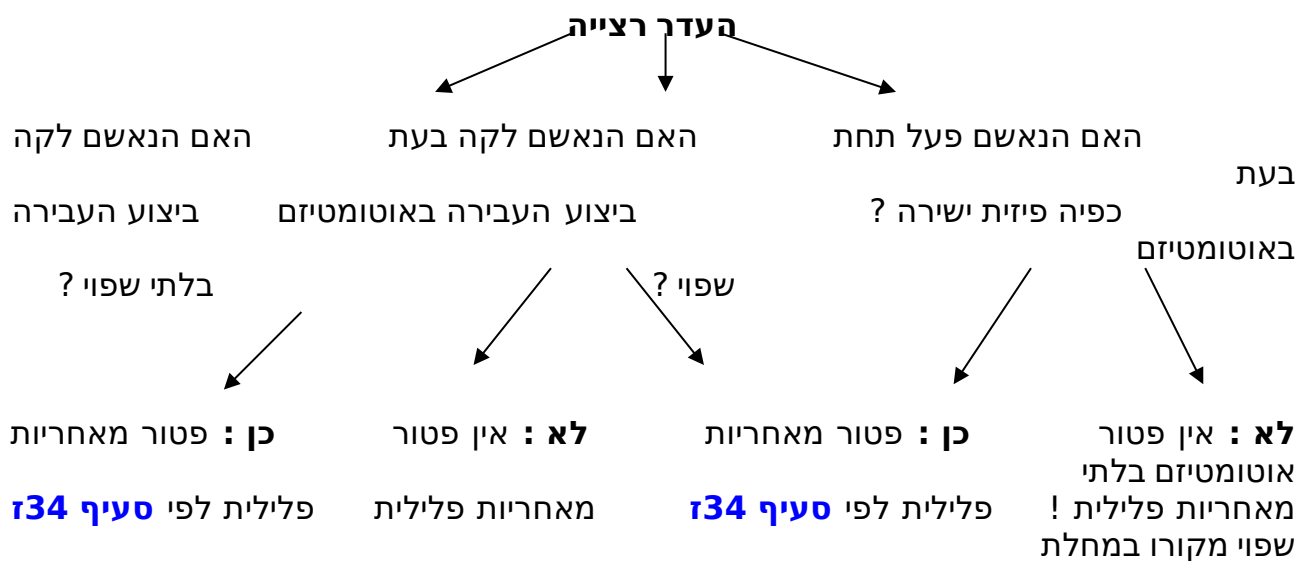 העדר רצייה
האם הנאשם פעל תחת האם הנאשם לקה בעת האם הנאשם לקה
בעת
כפיה פיזית ישירה ? ביצוע העבירה באוטומטיזם ביצוע העבירה
באוטומטיזם
שפוי ? בלתי שפוי ?
לא : אין פטור כן : פטור מאחריות לא : אין פטור כן : פטור מאחריות
אוטומטיזם בלתי
מאחריות פלילית ! פלילית לפי סעיף 34ז מאחריות פלילית פלילית לפי סעיף 34ז
שפוי מקורו במחלת